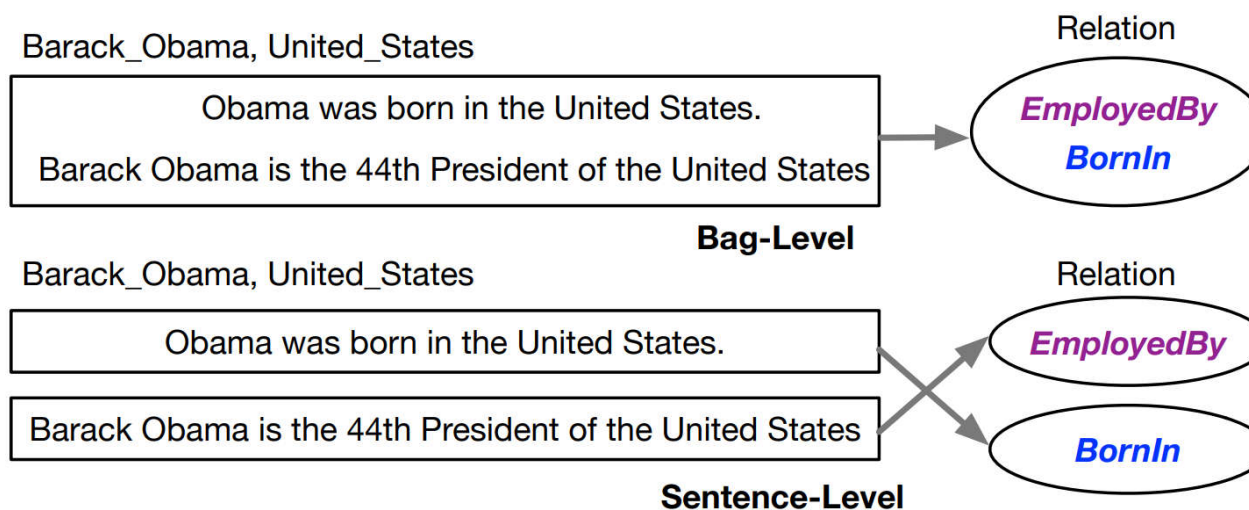 Relation
Barack_Obama, United_States
Obama was born in the United States.
EmployedBy
Barack Obama is the 44th President of the United States
BornIn
Bag-Level
Barack_Obama, United_States
Relation
Obama was born in the United States.
EmployedBy
Barack Obama is the 44th President of the United States
BornIn
Sentence-Level